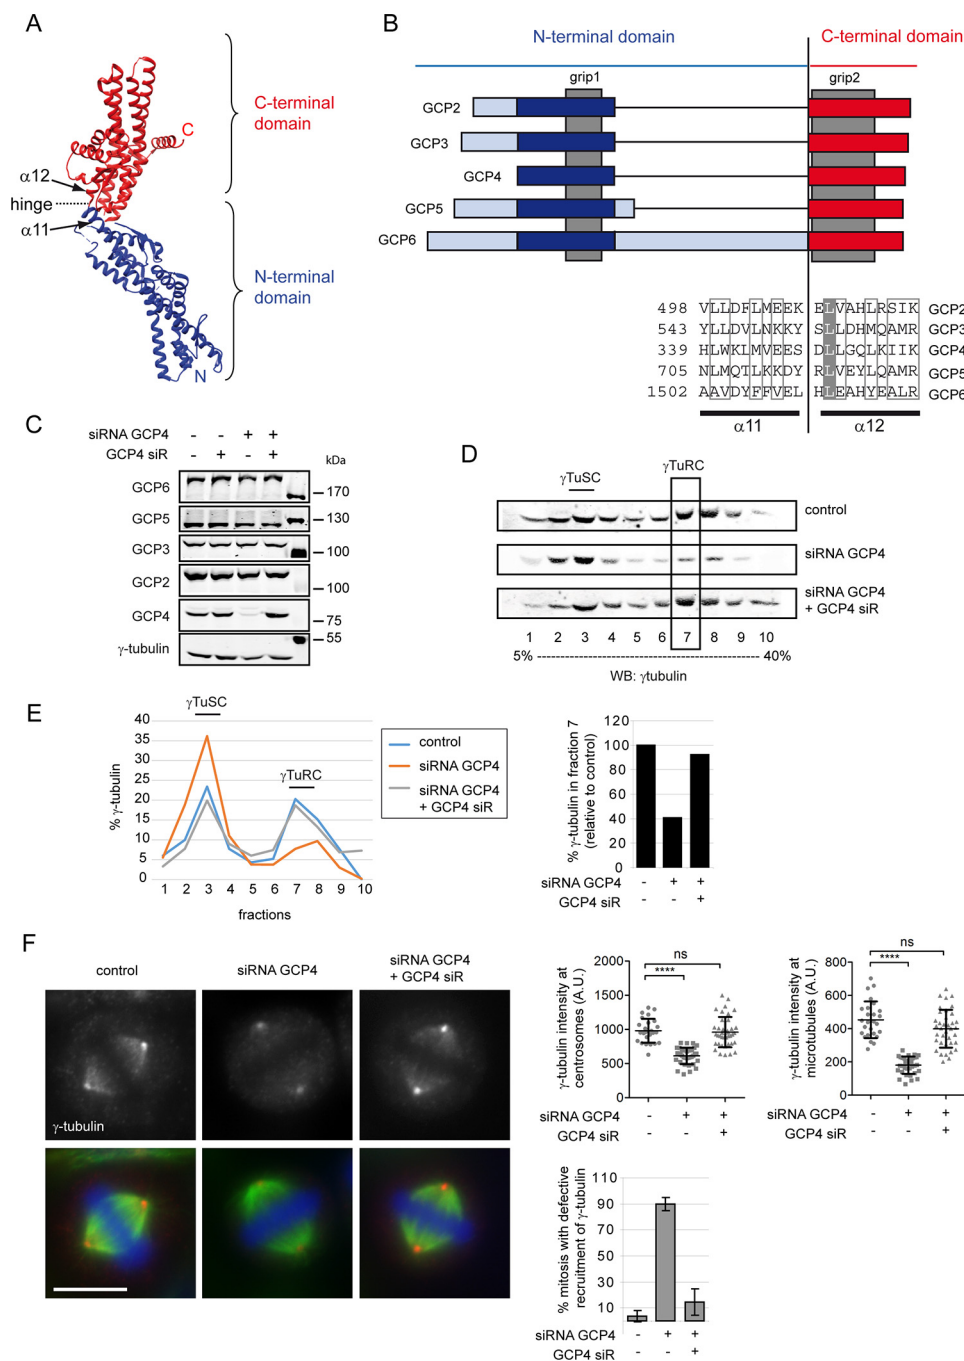 A
C-terminal
domain
C
α12
hinge
α11
N-terminal
domain
N
B
N-terminal domain
C-terminal domain
grip1
grip2
GCP2
GCP3
GCP4
GCP5
GCP6
498 VLLDFLMEEK ELVAHLRSIK GCP2
543 YLLDVLNKKY SLLDHMQAMR GCP3
339 HLWKLMVEES DLLGQLKIIK GCP4
705 NLMQTLKKDY RLVEYLQAMR GCP5
1502 AAVDYFFVEL HLEAHYEALR GCP6
α11
α12
C
siRNA GCP4 - - + +
GCP4 siR - + - +
kDa
GCP6
170
GCP5
130
GCP3
100
GCP2
100
GCP4
75
55
γ-tubulin
D
γTuSC
γTuRC
control
siRNA GCP4
siRNA GCP4
+ GCP4 siR
1 2 3 4 5 6 7 8 9 10
5% 40%
WB: γtubulin
E
γTuSC
γTuRC
% γ-tubulin
40
35
30
25
20
15
10
5
0
1 2 3 4 5 6 7 8 9 10
fractions
control
siRNA GCP4
siRNA GCP4
+ GCP4 siR
% γ-tubulin in fraction 7
(relative to control)
120
100
80
60
40
20
0
siRNA GCP4 - + +
GCP4 siR +
F
control
siRNA GCP4
siRNA GCP4
+ GCP4 siR
γ-tubulin
γ-tubulin intensity at
centrosomes (A.U.)
2000
1500
1000
500
0
ns
****
siRNA GCP4 - + +
GCP4 siR - - +
γ-tubulin intensity at
microtubules (A.U.)
800
600
400
200
0
ns
****
siRNA GCP4 - + +
GCP4 siR - - +
% mitosis with defective
recruitment of γ-tubulin
110
90
70
50
30
10
siRNA GCP4 - + +
GCP4 siR - - +